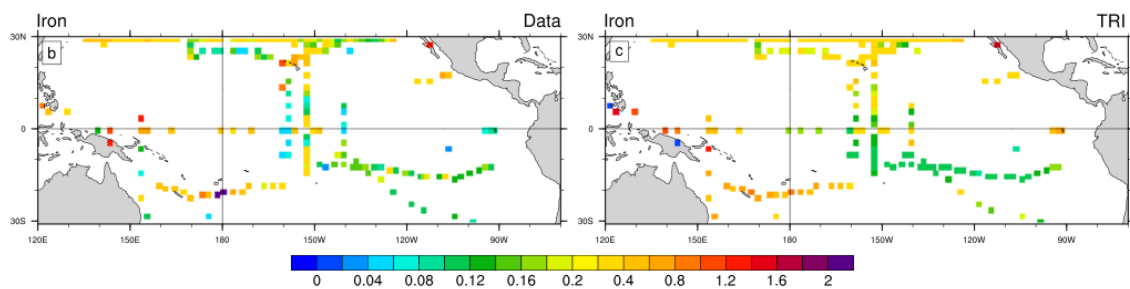 Iron Data Iron TRI
30N 30N
b c
0 0
30S 30S
120E 150E 180 150W 120W 90W 120E 150E 180 150W 120W 90W
0 0.04 0.08 0.12 0.16 0.2 0.4 0.8 1.2 1.6 2